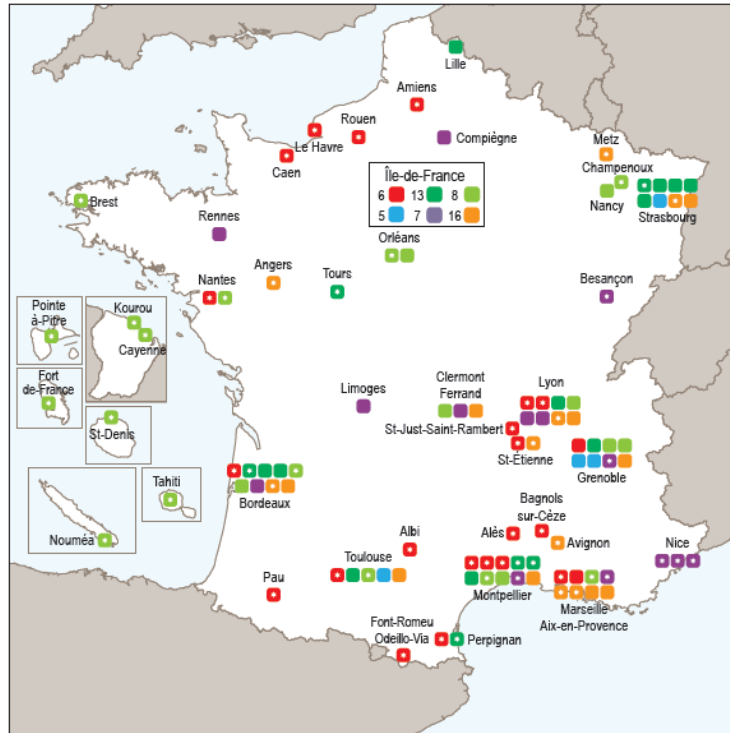 Lille
Amiens
Rouen
Le Havre
Caen
Compiègne
Metz
Champenoux
Nancy
Strasbourg
Île-de-France
6 13 8
5 7 16
Brest
Rennes
Orléans
Nantes
Angers
Tours
Besançon
Pointe
à-Pitre
Kourou
Cayenne
Fort
de-France
St-Denis
Tahiti
Nouméa
Limoges
Clermont
Ferrand
Lyon
St-Just-Saint-Rambert
St-Étienne
Grenoble
Bordeaux
Bagnols
sur-Cèze
Albi
Alès
Avignon
Nice
Toulouse
Montpellier
Marseille
Aix-en-Provence
Pau
Font-Romeu
Odeillo-Via
Perpignan